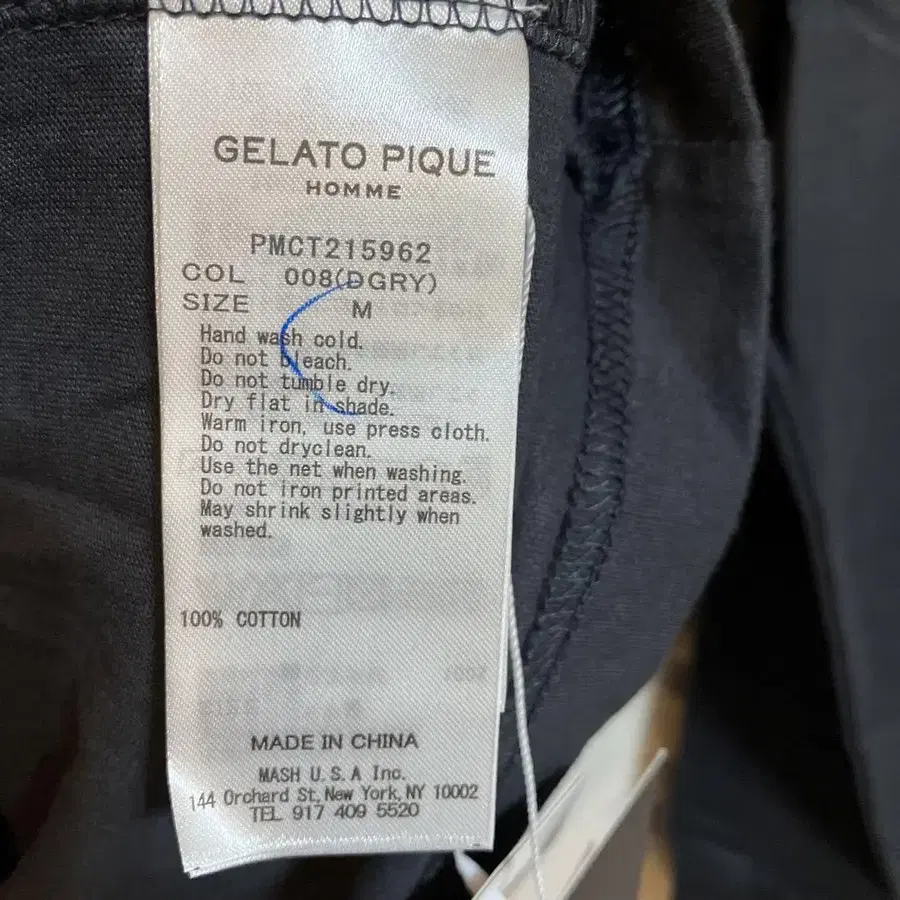 GELATO PIQUE
HOMME
PMCT215962
COL 008(DGRY)
SIZE M
Hand wash cold.
Do not bleach.
Do not tumble dry.
Dry flat in shade.
Warm iron, use press cloth.
Do not dryclean.
Use the net when washing.
Do not iron printed areas.
May shrink slightly when
washed.
100% COTTON
MADE IN CHINA
MASH U.S.A Inc.
144 Orchard St, New York, NY 10002
TEL 917 409 5520